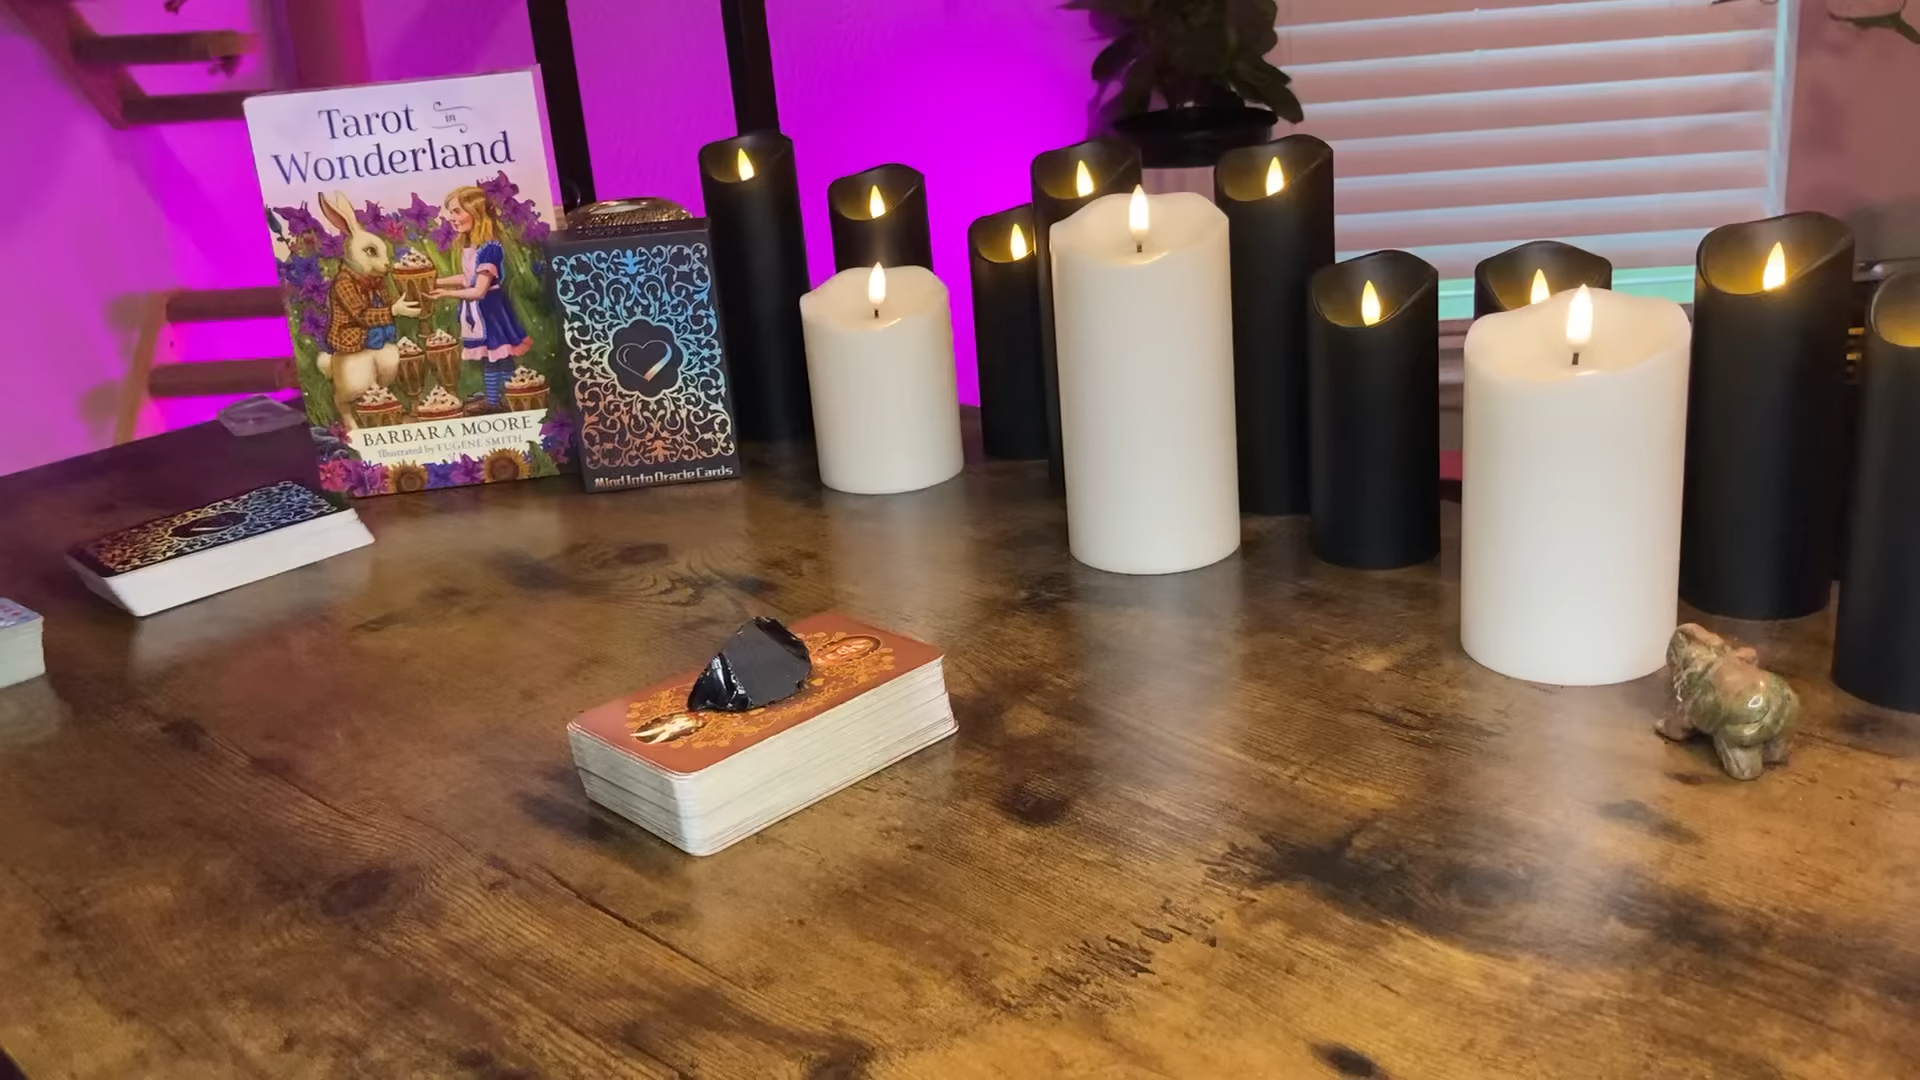 Tarot in
Wonderland
BARBARA MOORE
Illustrated by EUGENE SMITH
Mind Info Oracle Cards